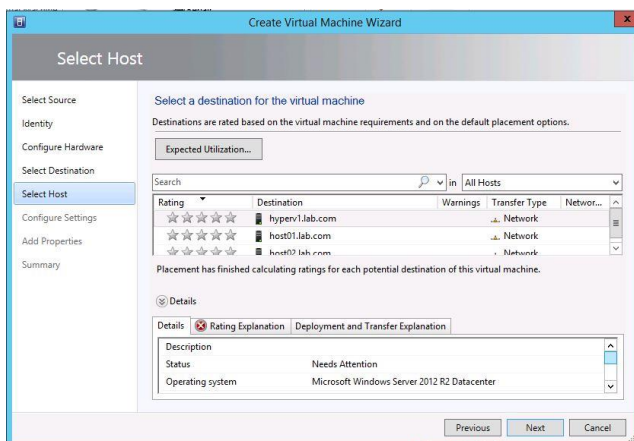 Create Virtual Machine Wizard
x
Select Host
Select Source
Identity
Configure Hardware
Select Destination
Select Host
Configure Settings
Add Properties
Summary
Select a destination for the virtual machine
Destinations are rated based on the virtual machine requirements and on the default placement options.
Expected Utilization...
Search in All Hosts
Rating Destination Warnings Transfer Type Networ...
hyperv1.lab.com Network
host01.lab.com Network
host02.lab.com Network
Placement has finished calculating ratings for each potential destination of this virtual machine.
Details
Details Rating Explanation Deployment and Transfer Explanation
Description
Status Needs Attention
Operating system Microsoft Windows Server 2012 R2 Datacenter
Previous Next Cancel